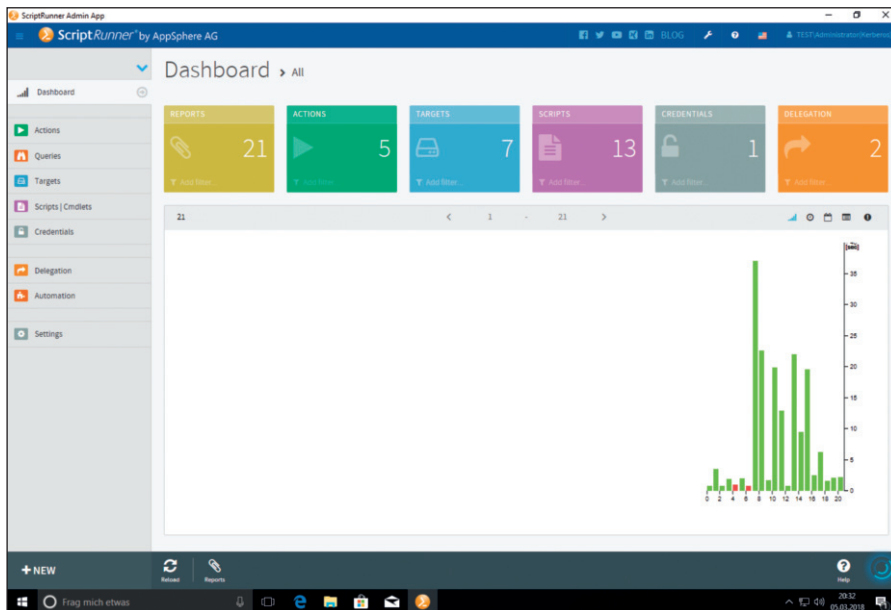 ScriptRunner Admin App
ScriptRunner® by AppSphere AG
BLOG
TEST\Administrator(Kerberos)
Dashboard
Actions
Queries
Targets
Scripts | Cmdlets
Credentials
Delegation
Automation
Settings
Dashboard > All
REPORTS
21
Add filter...
ACTIONS
5
Add filter...
TARGETS
7
Add filter...
SCRIPTS
13
Add filter...
CREDENTIALS
1
Add filter...
DELEGATION
2
Add filter...
21
< 1 - 21 >
35
30
25
20
15
10
5
0
0 2 4 6 8 10 12 14 16 18 20
+ NEW
Reload
Reports
Help
Frag mich etwas
20:32
05.03.2018